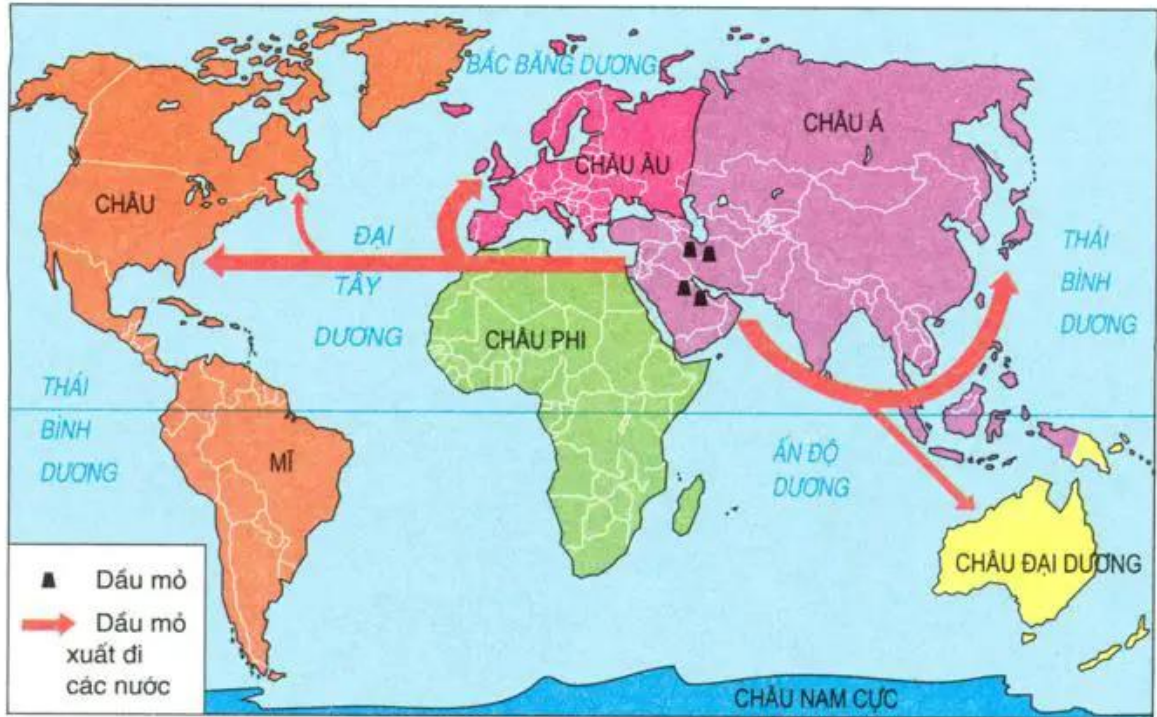 BẮC BĂNG DƯƠNG
CHÂU Á
CHÂU ÂU
CHÂU
ĐẠI
TÂY
DƯƠNG
THÁI
BÌNH
DƯƠNG
CHÂU PHI
THÁI
BÌNH
DƯƠNG
MĨ
ẤN ĐỘ
DƯƠNG
CHÂU ĐẠI DƯƠNG
Dầu mỏ
Dầu mỏ
xuất đi
các nước
CHÂU NAM CỰC